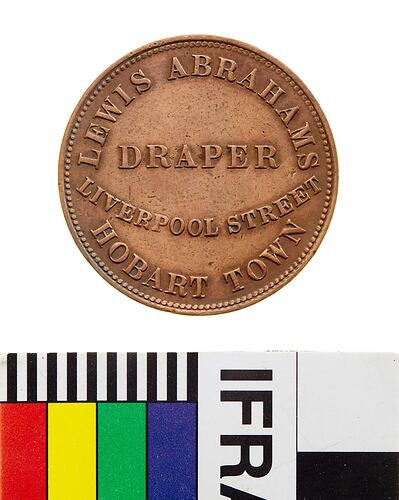 LEWIS ABRAHAMS
DRAPER
LIVERPOOL STREET
HOBART TOWN
IFRA